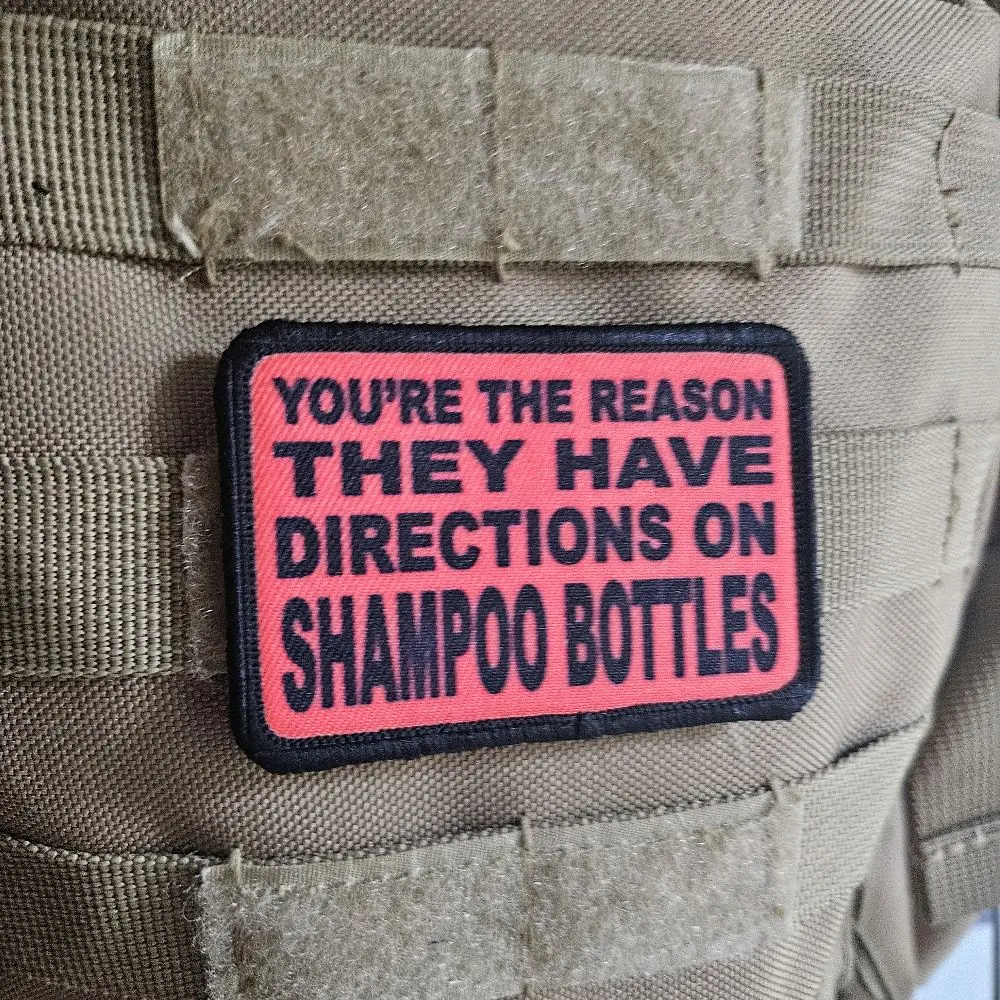 YOU'RE THE REASON
THEY HAVE
DIRECTIONS ON
SHAMPOO BOTTLES